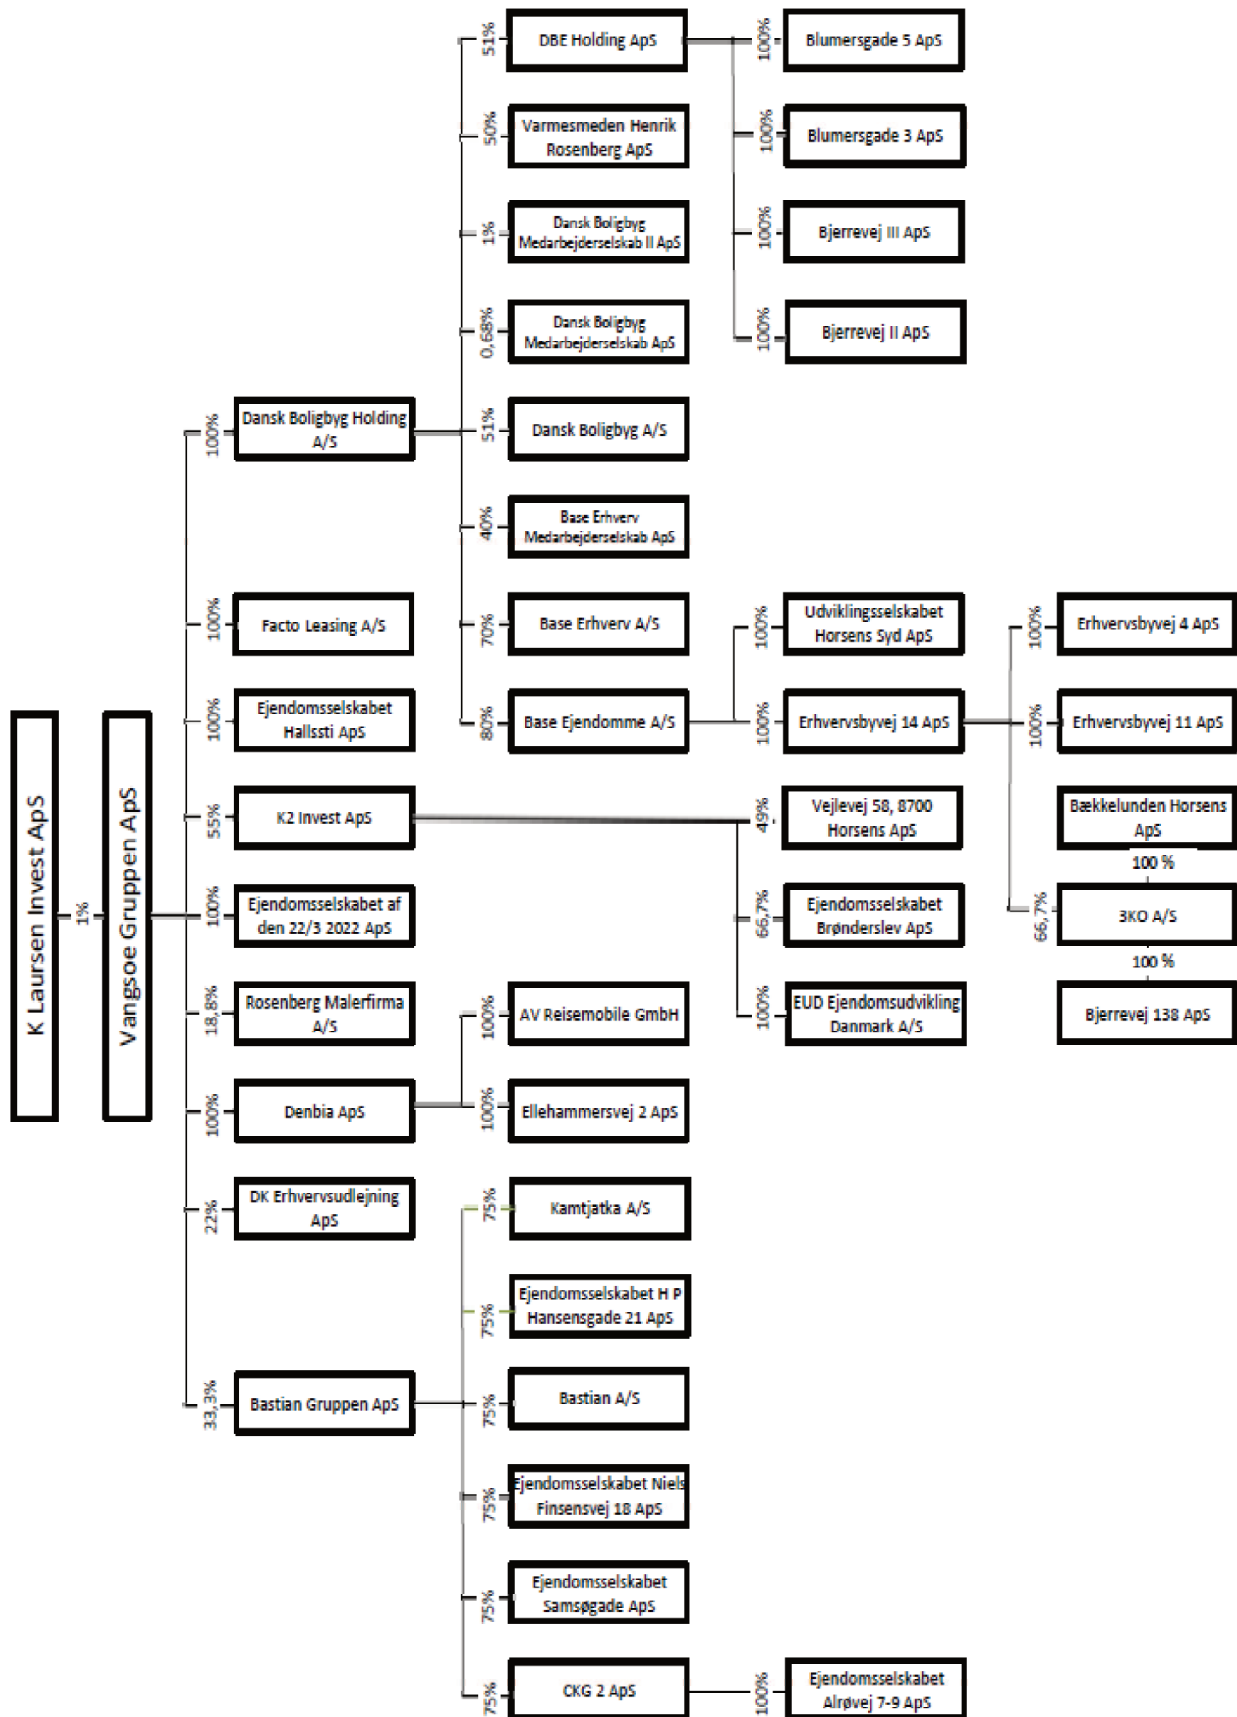 K Laursen Invest ApS
1%
Vangsoe Gruppen ApS
100%
Dansk Boligbyg Holding
A/S
51%
DBE Holding ApS
100%
Blumersgade 5 ApS
100%
Blumersgade 3 ApS
100%
Bjerrevej III ApS
100%
Bjerrevej II ApS
50%
Varmesmeden Henrik
Rosenberg ApS
1%
Dansk Boligbyg
Medarbejderselskab II ApS
0,68%
Dansk Boligbyg
Medarbejderselskab ApS
51%
Dansk Boligbyg A/S
40%
Base Erhverv
Medarbejderselskab ApS
70%
Base Erhverv A/S
80%
Base Ejendomme A/S
100%
Udviklingsselskabet
Horsens Syd ApS
100%
Erhvervsbyvej 14 ApS
100%
Erhvervsbyvej 4 ApS
100%
Erhvervsbyvej 11 ApS
Bækkelunden Horsens
ApS
100 %
66,7%
3KO A/S
100 %
Bjerrevej 138 ApS
100%
Facto Leasing A/S
100%
Ejendomsselskabet
Hallssti ApS
55%
K2 Invest ApS
49%
Vejlevej 58, 8700
Horsens ApS
66,7%
Ejendomsselskabet
Brønderslev ApS
100%
EUD Ejendomsudvikling
Danmark A/S
100%
Ejendomsselskabet af
den 22/3 2022 ApS
18,8%
Rosenberg Malerfirma
A/S
100%
Denbia ApS
100%
AV Reisemobile GmbH
100%
Ellehammersvej 2 ApS
22%
DK Erhvervsudlejning
ApS
33,3%
Bastian Gruppen ApS
75%
Kamtjatka A/S
75%
Ejendomsselskabet H P
Hansensgade 21 ApS
75%
Bastian A/S
75%
Ejendomsselskabet Niels
Finsensvej 18 ApS
75%
Ejendomsselskabet
Samsøgade ApS
75%
CKG 2 ApS
100%
Ejendomsselskabet
Alrøvej 7-9 ApS